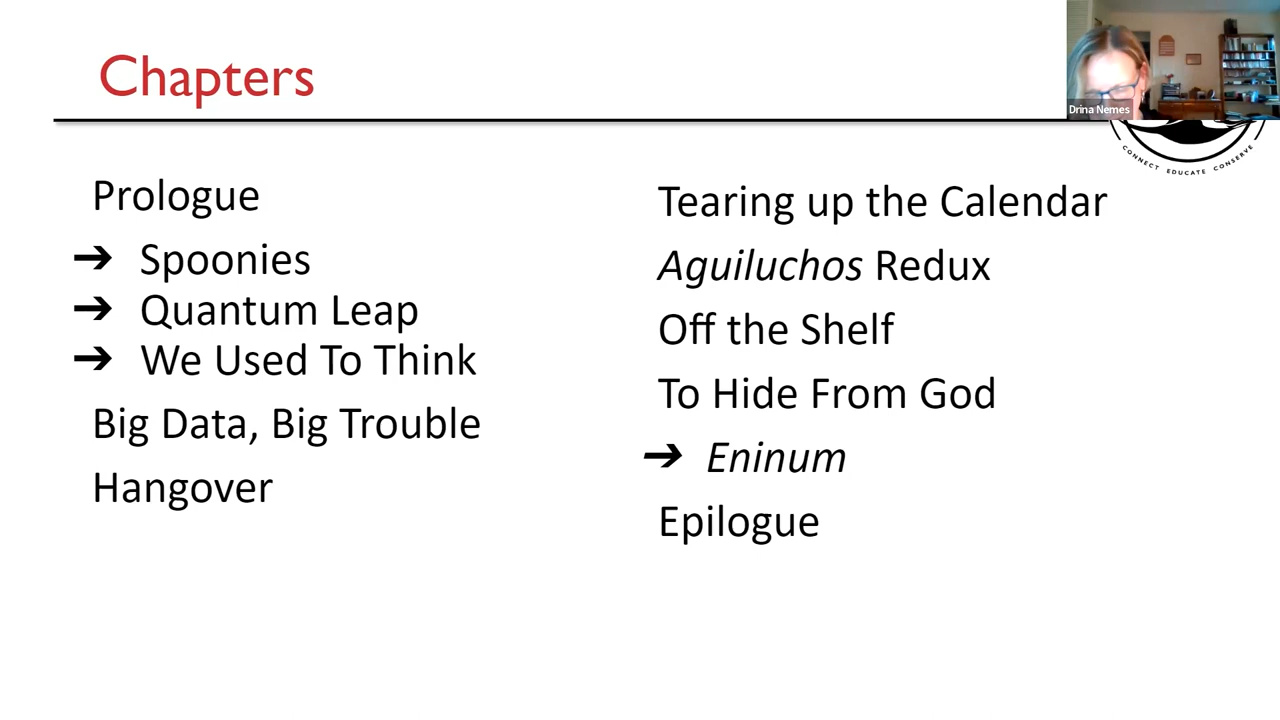 Chapters
Drina Nemes
CONNECT EDUCATE CONSERVE
Prologue
➔ Spoonies
➔ Quantum Leap
➔ We Used To Think
Big Data, Big Trouble
Hangover
Tearing up the Calendar
Aguiluchos Redux
Off the Shelf
To Hide From God
➔ Eninum
Epilogue